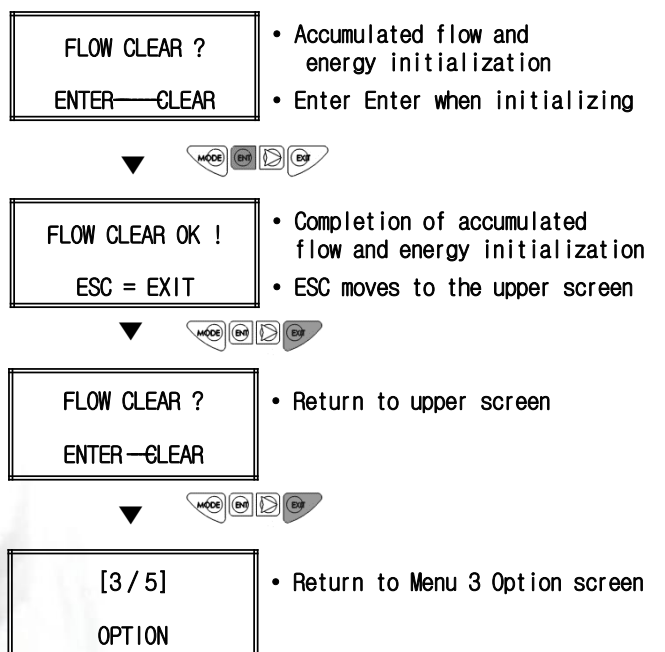 FLOW CLEAR ?
ENTER――CLEAR
• Accumulated flow and
energy initialization
• Enter Enter when initializing
▼
MODE ENT EXIT
FLOW CLEAR OK !
ESC = EXIT
• Completion of accumulated
flow and energy initialization
• ESC moves to the upper screen
▼
MODE ENT EXIT
FLOW CLEAR ?
ENTER―CLEAR
• Return to upper screen
▼
MODE ENT EXIT
[3/5]
OPTION
• Return to Menu 3 Option screen